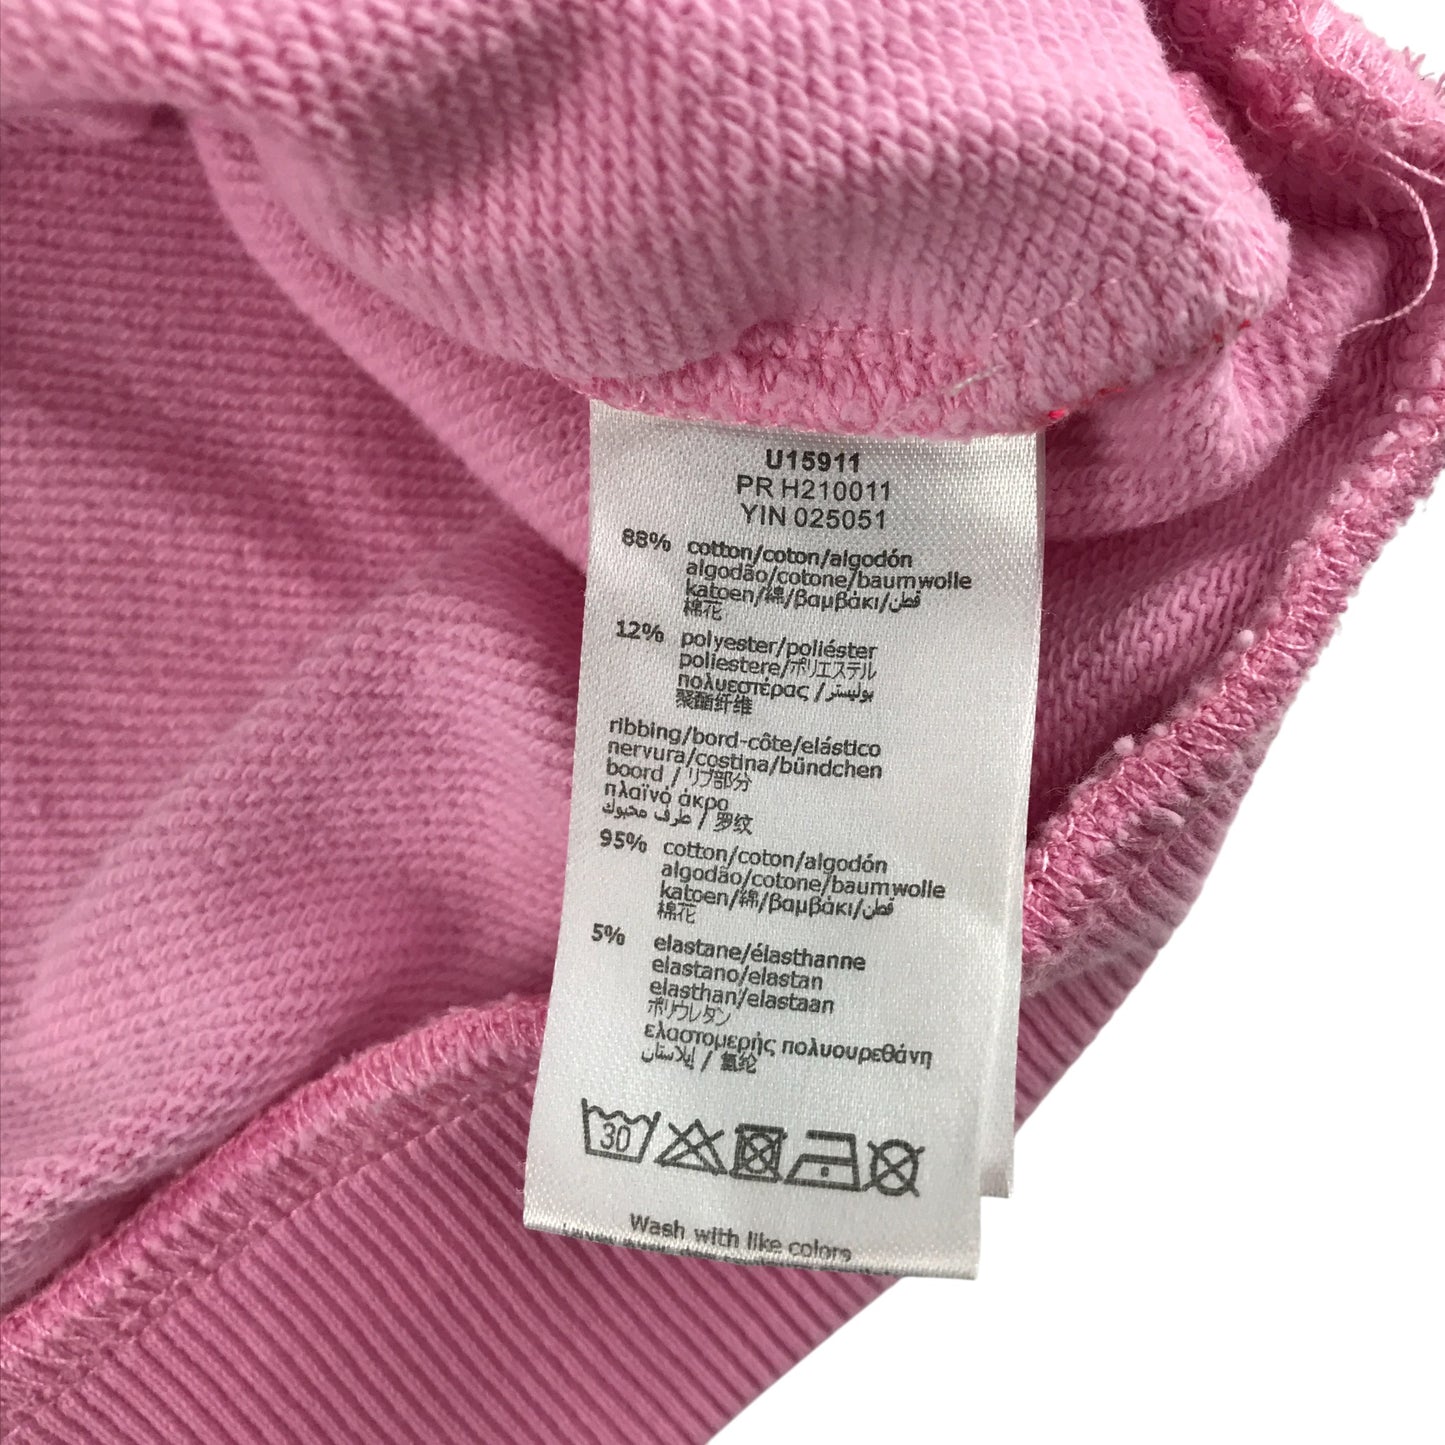 U15911
PR H210011
YIN 025051
88% cotton/coton/algodón
algodão/cotone/baumwolle
katoen/綿/βαμβάκι/قطن
棉花
12% polyester/poliéster
poliestere/ポリエステル
πολυεστέρας /بوليستر
聚酯纤维
ribbing/bord-côte/elástico
nervura/costina/bündchen
boord / リブ部分
πλαϊνό άκρο
طرف محبوك / 罗纹
95% cotton/coton/algodón
algodão/cotone/baumwolle
katoen/綿/βαμβάκι/قطن
棉花
5% elastane/élasthanne
elastano/elastan
elasthan/elastaan
ポリウレタン
ελαστομερής πολυουρεθάνη
إيلاستان / 氨纶
30
Wash with like colors